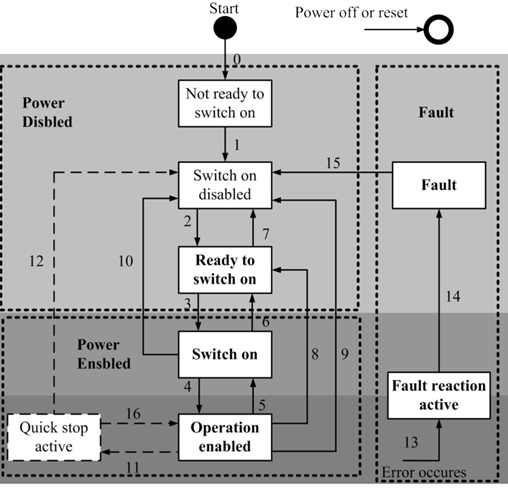 Start
Power off or reset
0
Power
Disbled
Not ready to
switch on
Fault
1
15
Switch on
disabled
Fault
2
7
12
10
Ready to
switch on
3
6
14
Power
Ensbled
Switch on
8
9
4
5
Fault reaction
active
Quick stop
active
16
11
Operation
enabled
13
Error occures